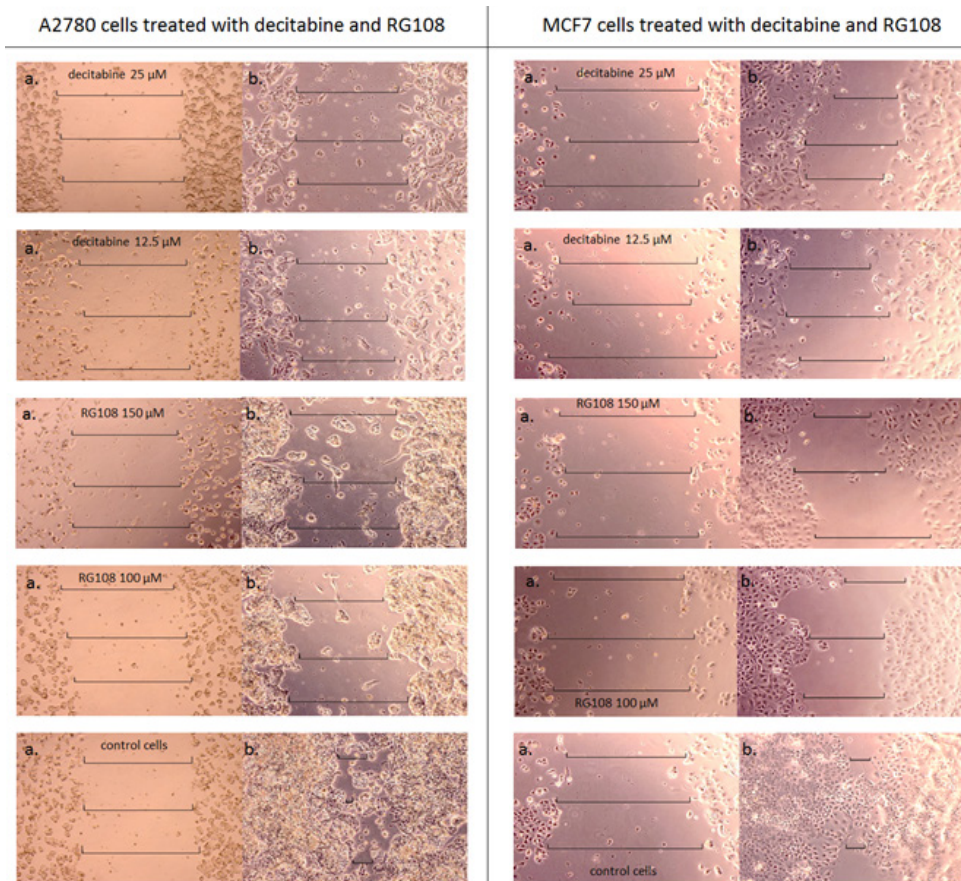 A2780 cells treated with decitabine and RG108
MCF7 cells treated with decitabine and RG108
a.
decitabine 25 µM
b.
a.
decitabine 25 µM
b.
a.
decitabine 12.5 µM
b.
a.
decitabine 12.5 µM
b.
a.
RG108 150 µM
b.
a.
RG108 150 µM
b.
a.
RG108 100 µM
b.
a.
b.
RG108 100 µM
a.
control cells
b.
a.
b.
control cells